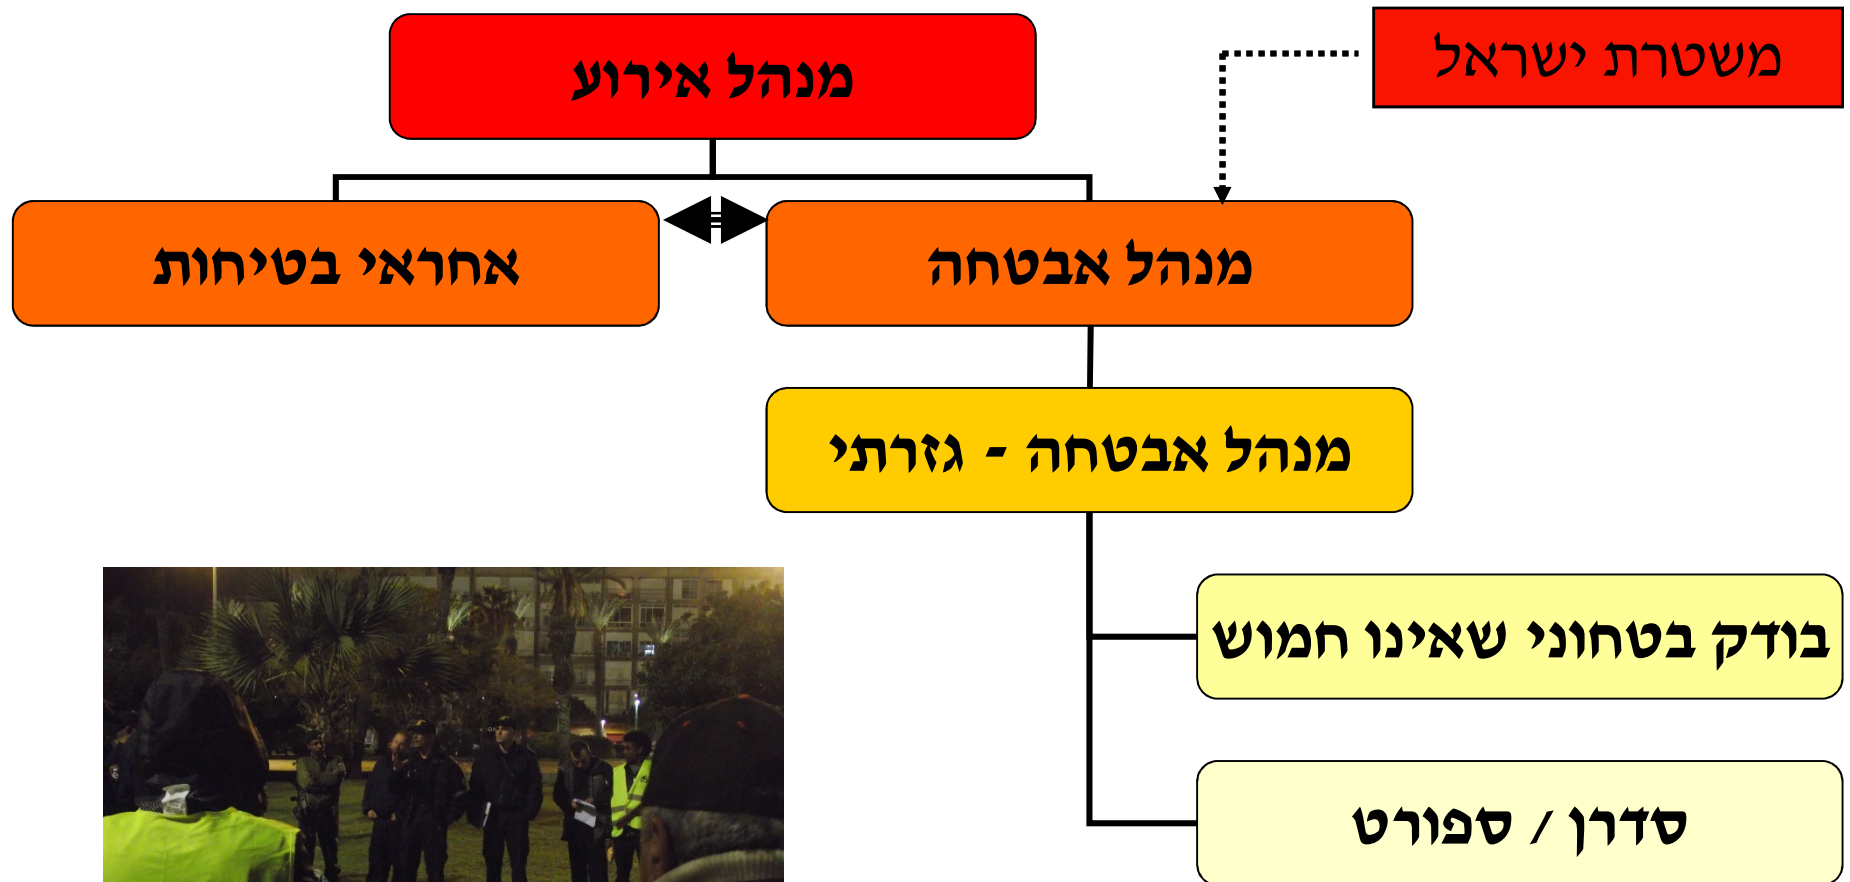 מנהל אירוע
משטרת ישראל
אחראי בטיחות
מנהל אבטחה
מנהל אבטחה - גזרתי
בודק בטחוני שאינו חמוש
סדרן / ספורט